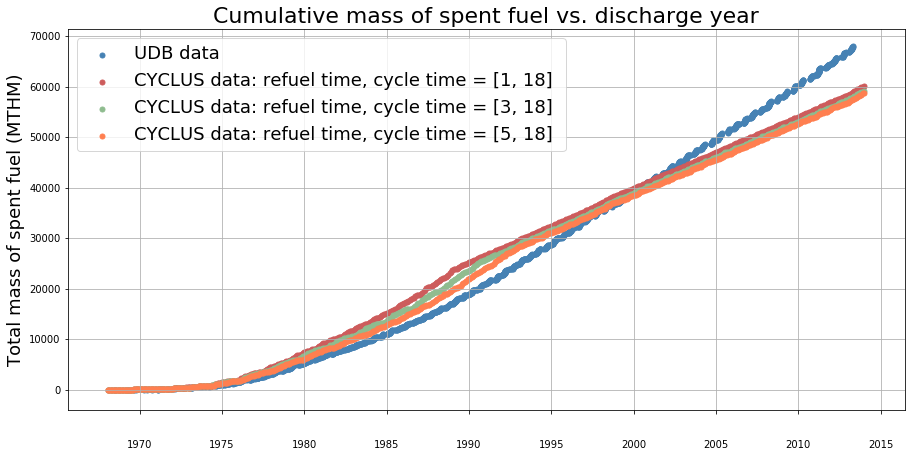 Cumulative mass of spent fuel vs. discharge year
Total mass of spent fuel (MTHM)
70000
60000
50000
40000
30000
20000
10000
0
UDB data
CYCLUS data: refuel time, cycle time = [1, 18]
CYCLUS data: refuel time, cycle time = [3, 18]
CYCLUS data: refuel time, cycle time = [5, 18]
1970 1975 1980 1985 1990 1995 2000 2005 2010 2015